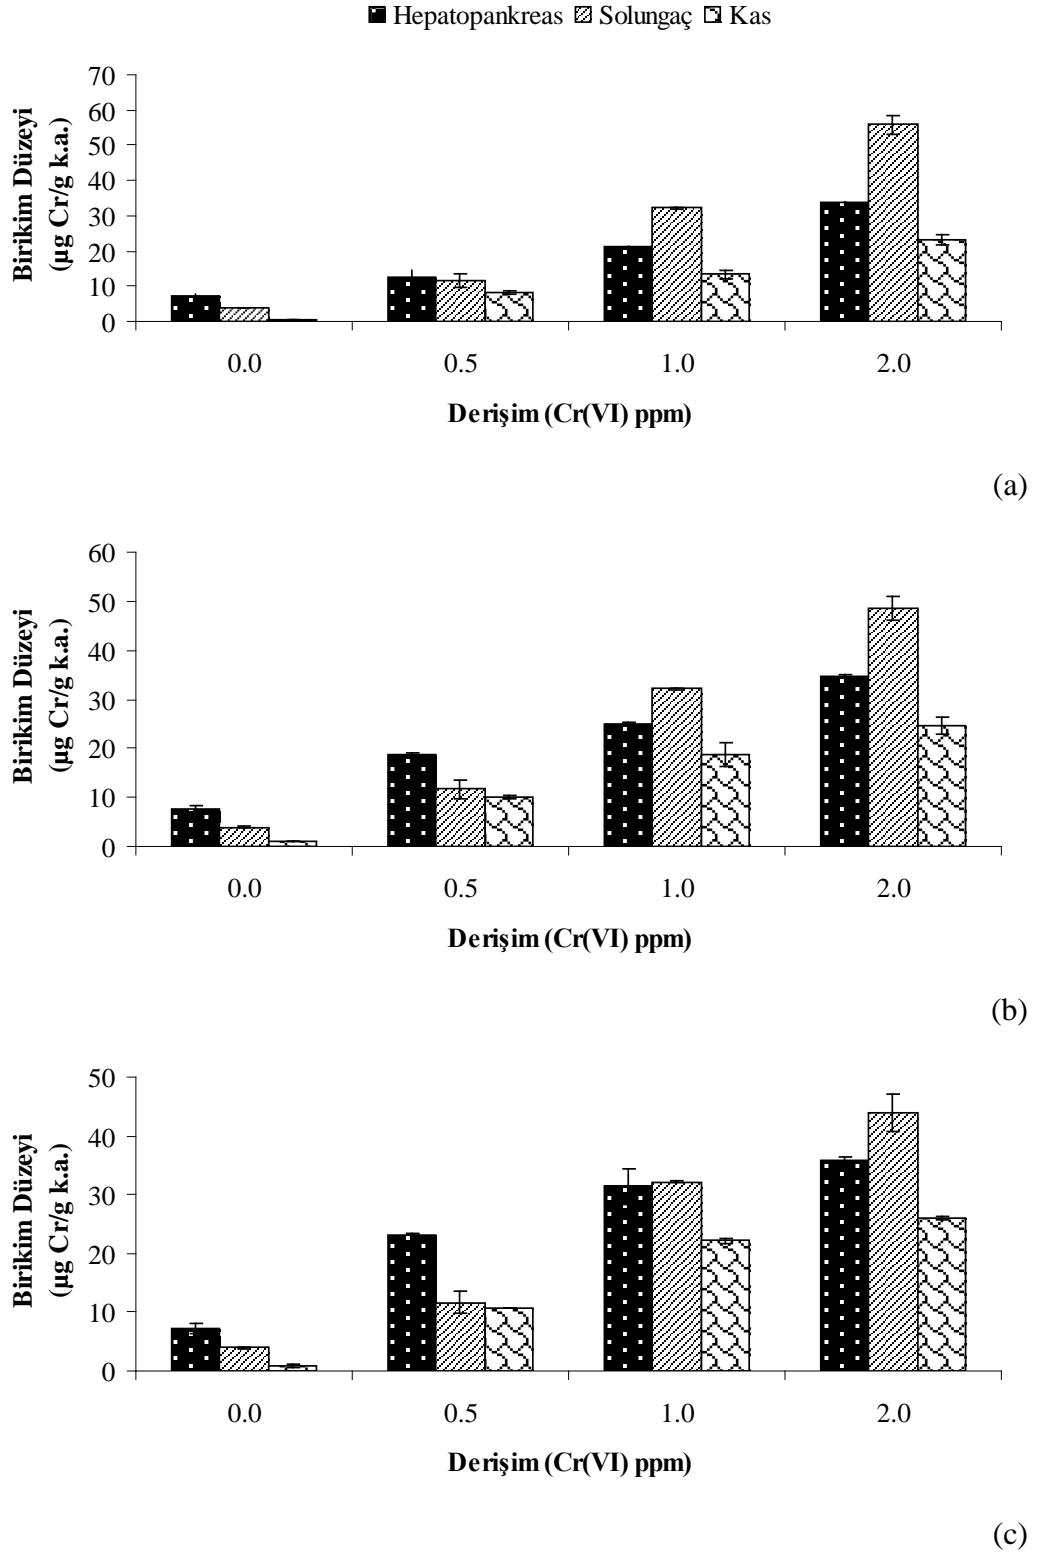 Hepatopankreas Solungaç Kas
70
60
50
40
30
20
10
0
Birikim Düzeyi
(µg Cr/g k.a.)
0.0 0.5 1.0 2.0
Derişim (Cr(VI) ppm)
(a)
60
50
40
30
20
10
0
Birikim Düzeyi
(µg Cr/g k.a.)
0.0 0.5 1.0 2.0
Derişim (Cr(VI) ppm)
(b)
50
40
30
20
10
0
Birikim Düzeyi
(µg Cr/g k.a.)
0.0 0.5 1.0 2.0
Derişim (Cr(VI) ppm)
(c)